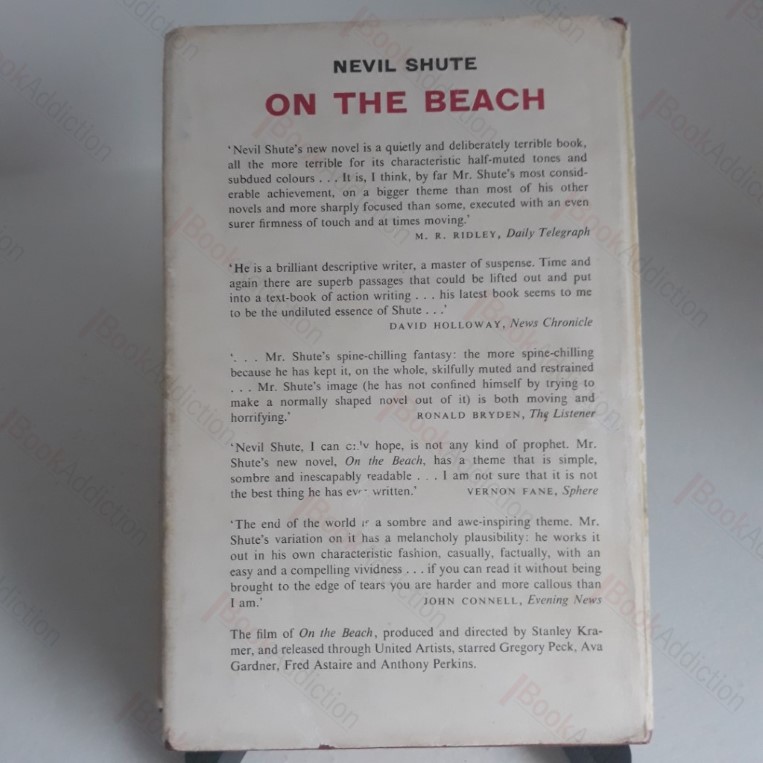 NEVIL SHUTE
ON THE BEACH
'Nevil Shute's new novel is a quietly and deliberately terrible book,
all the more terrible for its characteristic half-muted tones and
subdued colours . . . It is, I think, by far Mr. Shute's most consid-
erable achievement, on a bigger theme than most of his other
novels and more sharply focused than some, executed with an even
surer firmness of touch and at times moving.'
M. R. RIDLEY, Daily Telegraph
'He is a brilliant descriptive writer, a master of suspense. Time and
again there are superb passages that could be lifted out and put
into a text-book of action writing . . . his latest book seems to me
to be the undiluted essence of Shute . . .'
DAVID HOLLOWAY, News Chronicle
'. . . Mr. Shute's spine-chilling fantasy: the more spine-chilling
because he has kept it, on the whole, skilfully muted and restrained
. . . Mr. Shute's image (he has not confined himself by trying to
make a normally shaped novel out of it) is both moving and
horrifying.' RONALD BRYDEN, The Listener
'Nevil Shute, I can only hope, is not any kind of prophet. Mr.
Shute's new novel, On the Beach, has a theme that is simple,
sombre and inescapably readable . . . I am not sure that it is not
the best thing he has ever written.' VERNON FANE, Sphere
'The end of the world is a sombre and awe-inspiring theme. Mr.
Shute's variation on it has a melancholy plausibility: he works it
out in his own characteristic fashion, casually, factually, with an
easy and a compelling vividness . . . if you can read it without being
brought to the edge of tears you are harder and more callous than
I am.' JOHN CONNELL, Evening News
The film of On the Beach, produced and directed by Stanley Kra-
mer, and released through United Artists, starred Gregory Peck, Ava
Gardner, Fred Astaire and Anthony Perkins.
BookAddiction